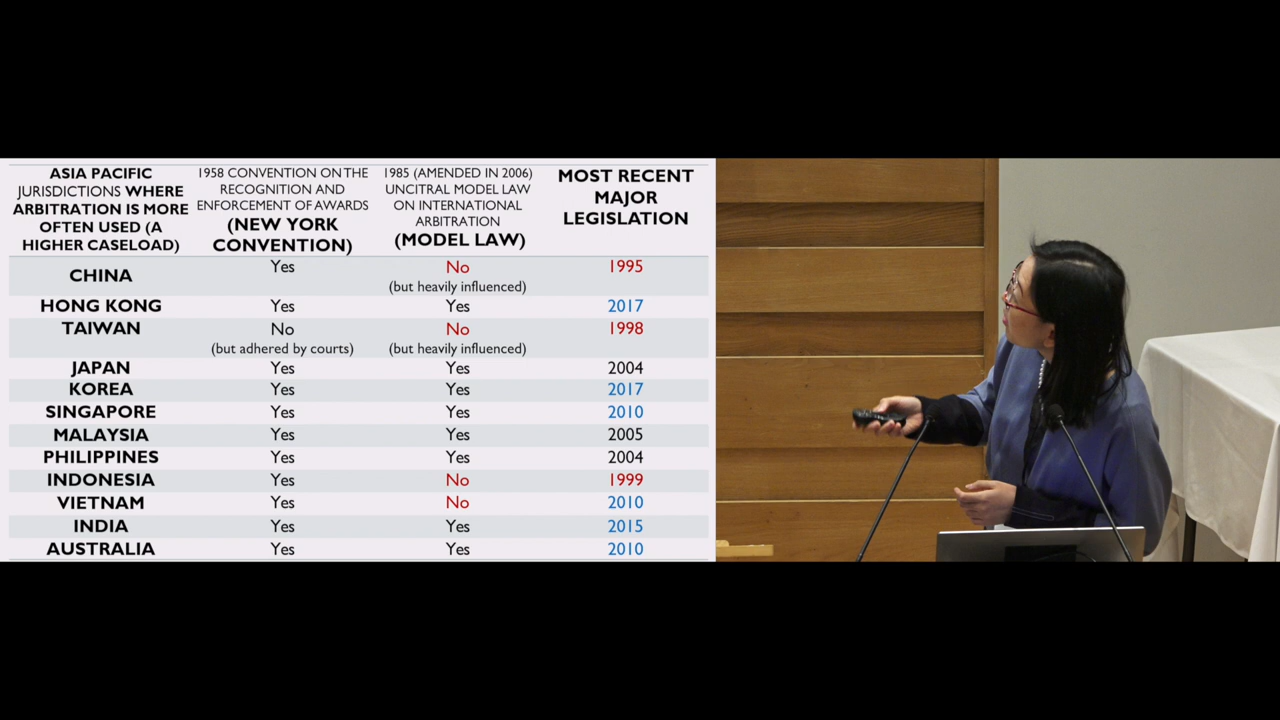 ASIA PACIFIC
JURISDICTIONS WHERE
ARBITRATION IS MORE
OFTEN USED (A
HIGHER CASELOAD)
1958 CONVENTION ON THE
RECOGNITION AND
ENFORCEMENT OF AWARDS
(NEW YORK
CONVENTION)
1985 (AMENDED IN 2006)
UNCITRAL MODEL LAW
ON INTERNATIONAL
ARBITRATION
(MODEL LAW)
MOST RECENT
MAJOR
LEGISLATION
CHINA Yes No 1995
(but heavily influenced)
HONG KONG Yes Yes 2017
TAIWAN No No 1998
(but adhered by courts) (but heavily influenced)
JAPAN Yes Yes 2004
KOREA Yes Yes 2017
SINGAPORE Yes Yes 2010
MALAYSIA Yes Yes 2005
PHILIPPINES Yes Yes 2004
INDONESIA Yes No 1999
VIETNAM Yes No 2010
INDIA Yes Yes 2015
AUSTRALIA Yes Yes 2010